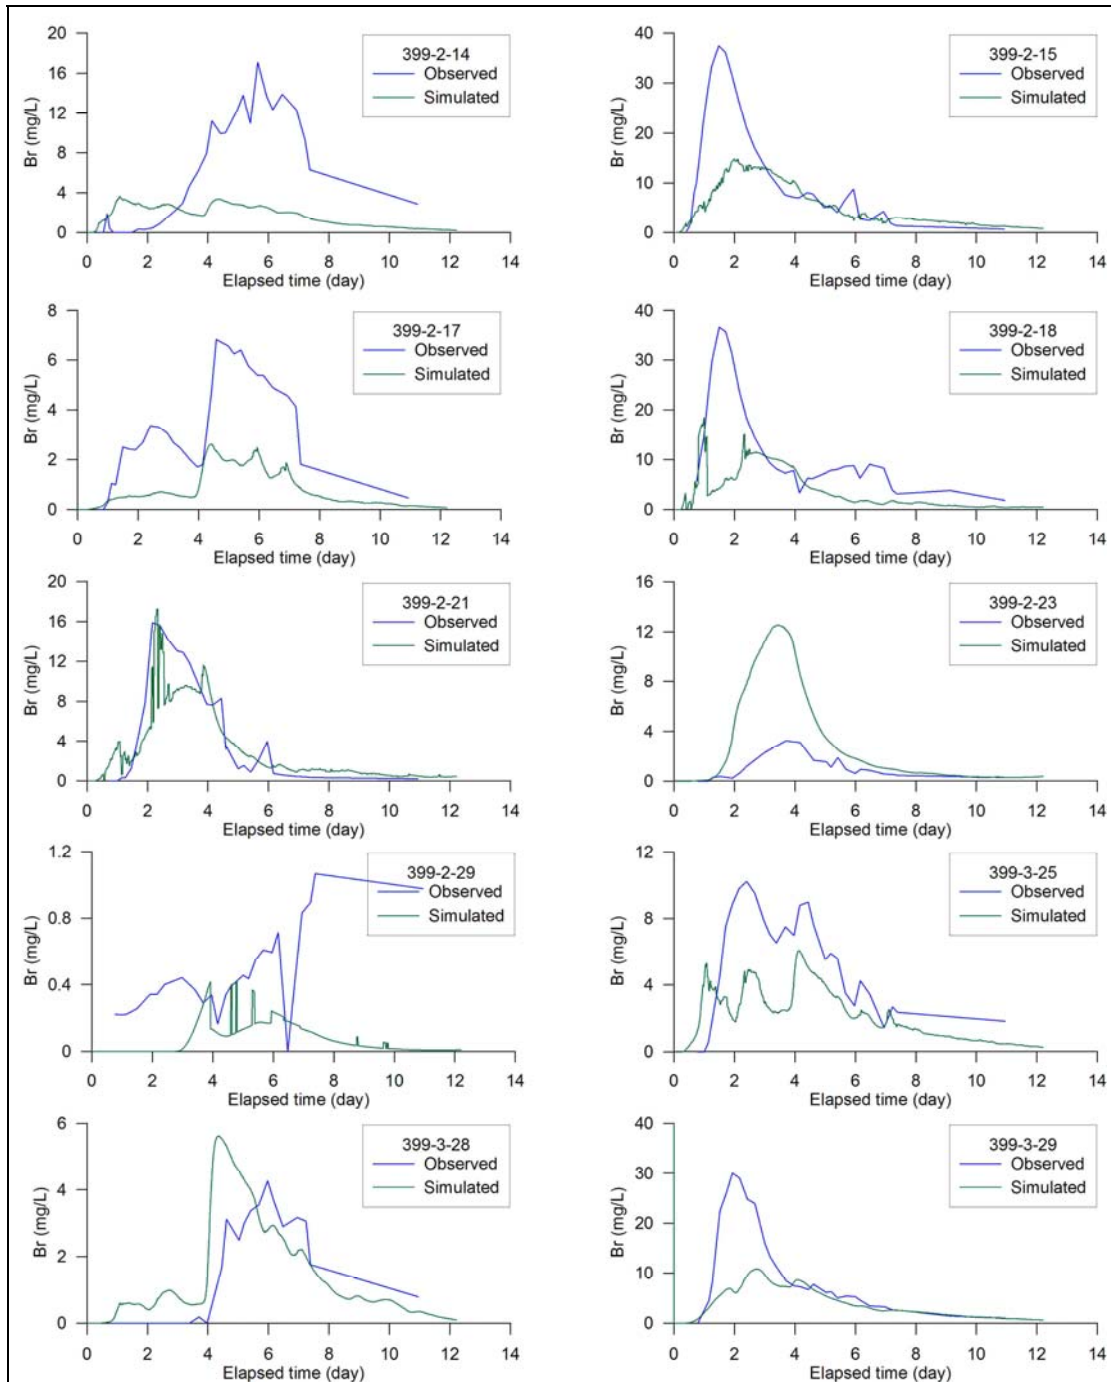 399-2-14
Observed
Simulated
20
16
12
8
4
0
Br (mg/L)
0 2 4 6 8 10 12 14
Elapsed time (day)
399-2-15
Observed
Simulated
40
30
20
10
0
Br (mg/L)
0 2 4 6 8 10 12 14
Elapsed time (day)
399-2-17
Observed
Simulated
8
6
4
2
0
Br (mg/L)
0 2 4 6 8 10 12 14
Elapsed time (day)
399-2-18
Observed
Simulated
40
30
20
10
0
Br (mg/L)
0 2 4 6 8 10 12 14
Elapsed time (day)
399-2-21
Observed
Simulated
20
16
12
8
4
0
Br (mg/L)
0 2 4 6 8 10 12 14
Elapsed time (day)
399-2-23
Observed
Simulated
16
12
8
4
0
Br (mg/L)
0 2 4 6 8 10 12 14
Elapsed time (day)
399-2-29
Observed
Simulated
1.2
0.8
0.4
0
Br (mg/L)
0 2 4 6 8 10 12 14
Elapsed time (day)
399-3-25
Observed
Simulated
12
8
4
0
Br (mg/L)
0 2 4 6 8 10 12 14
Elapsed time (day)
399-3-28
Observed
Simulated
6
4
2
0
Br (mg/L)
0 2 4 6 8 10 12 14
Elapsed time (day)
399-3-29
Observed
Simulated
40
30
20
10
0
Br (mg/L)
0 2 4 6 8 10 12 14
Elapsed time (day)